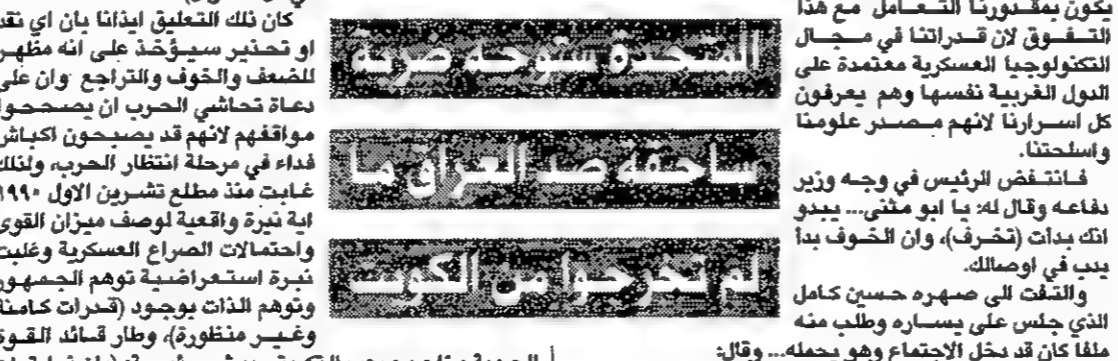 يكون بمقدورنا التعامل مع هذا
التفوق لان قدراتنا في مجال
التكنولوجيا العسكرية معتمدة على
الدول الغربية نفسها وهم يعرفون
كل اسرارنا لانهم مصدر علومنا
واسلحتنا.
فانتفض الرئيس في وجه وزير
دفاعه وقال له: يا ابو مثنى... يبدو
انك بدأت (تخرف)، وان الخوف بدأ
يدب في اوصالك.
والتفت الى صهره حسين كامل
الذي جلس على يساره وطلب منه
ملفا كان قد دخل الاجتماع وهو يحمله... وقال:
المتحدة ستوجه ضربة
ساحقة ضد العراق ما
لم تخرجوا من الكويت
كان ذلك التعليق ايذانا بأن اي نقد
او تحذير سيؤخذ على انه مظهر
للضعف والخوف والتراجع وان على
دعاة تحاشي الحرب ان يصححوا
مواقفهم لانهم قد يصبحون اكباش
فداء في مرحلة انتظار الحرب، ولذلك
غابت منذ مطلع تشرين الاول ١٩٩٠
اية نبرة واقعية لوصف ميزان القوى
واحتمالات الصراع العسكرية وغلبت
نبرة استعراضية توهم الجمهور
وتوهم الذات بوجود (قدرات كامنة
وغير منظورة)، وطار قائد القوة